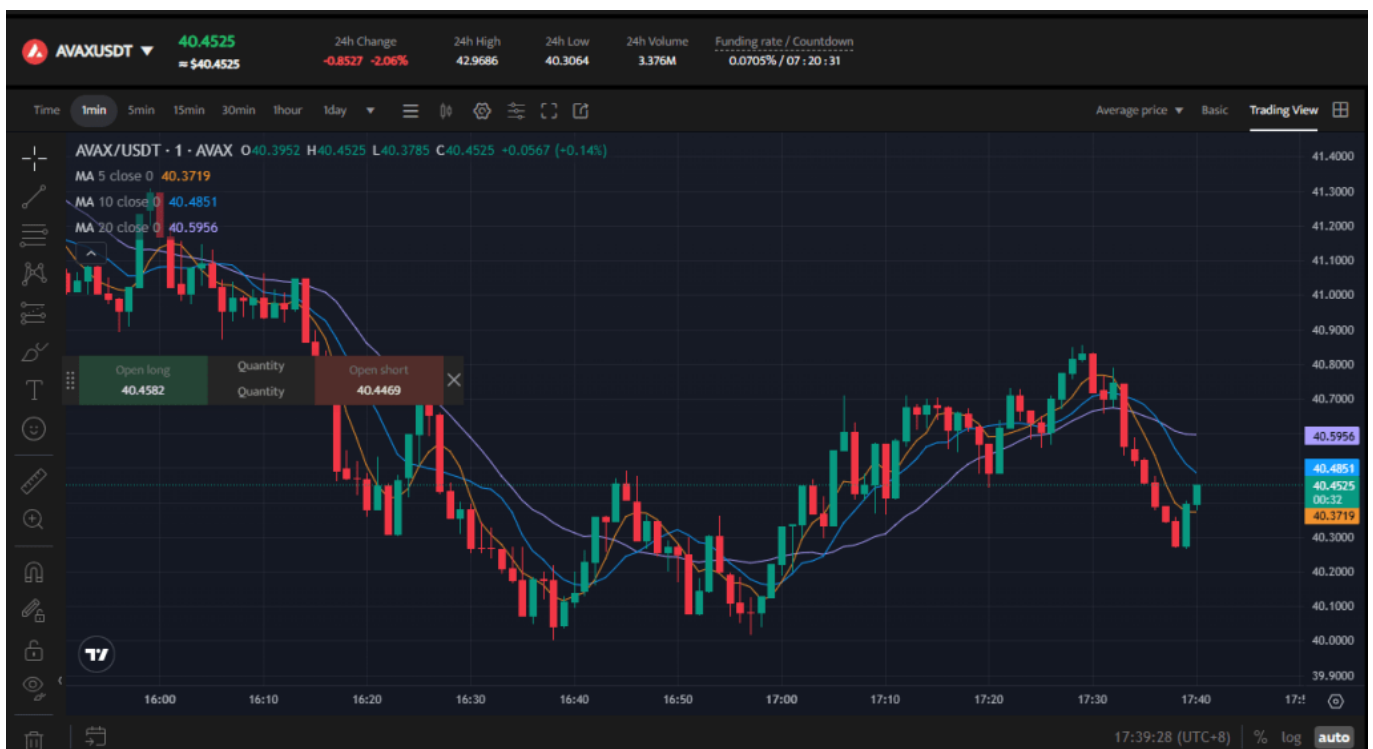 AVAXUSDT 40.4525 ≈ $40.4525
24h Change 24h High 24h Low 24h Volume Funding rate / Countdown
-0.8527 -2.06% 42.9686 40.3064 3.376M 0.0705% / 07 : 20 : 31
Time 1min 5min 15min 30min 1hour 1day Average price Basic Trading View
AVAX/USDT · 1 · AVAX O40.3952 H40.4525 L40.3785 C40.4525 +0.0567 (+0.14%)
MA 5 close 0 40.3719
MA 10 close 0 40.4851
MA 20 close 0 40.5956
Open long Quantity Open short
40.4582 Quantity 40.4469
41.4000
41.3000
41.2000
41.1000
41.0000
40.9000
40.8000
40.7000
40.5956
40.4851
40.4525
00:32
40.3719
40.3000
40.2000
40.1000
40.0000
39.9000
16:00 16:10 16:20 16:30 16:40 16:50 17:00 17:10 17:20 17:30 17:40
17:39:28 (UTC+8) % log auto